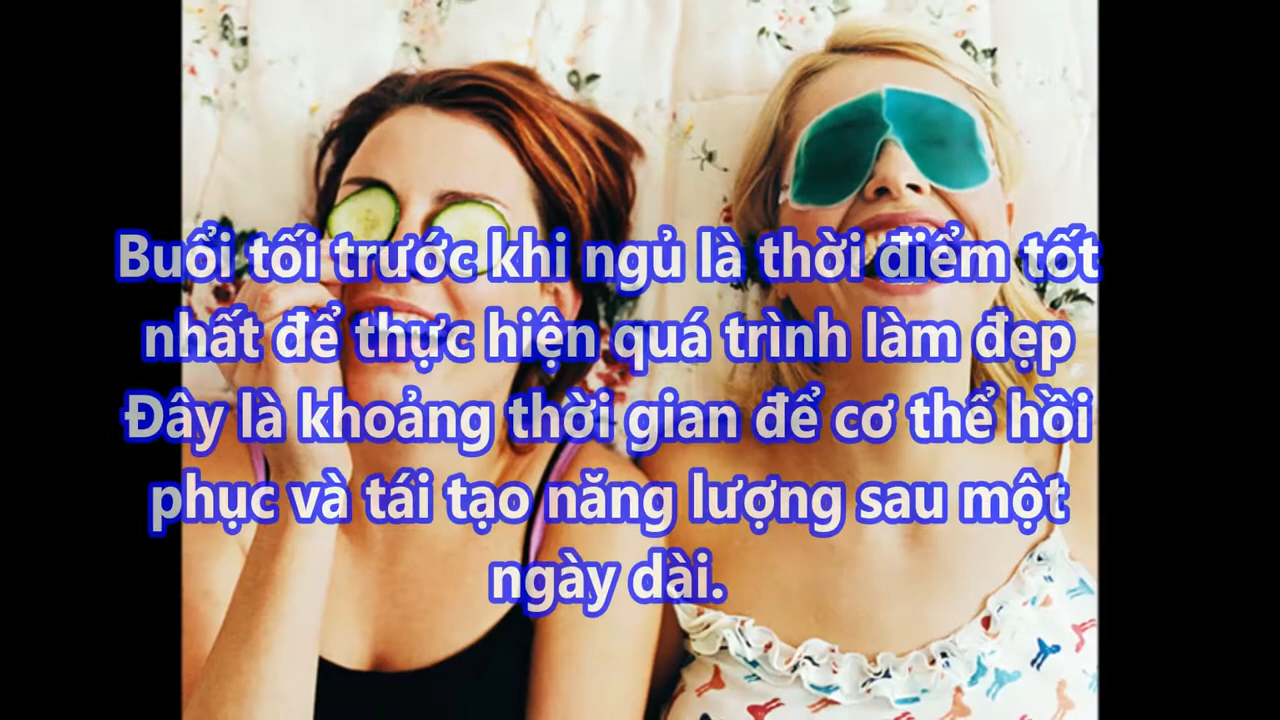 Buổi tối trước khi ngủ là thời điểm tốt
nhất để thực hiện quá trình làm đẹp
Đây là khoảng thời gian để cơ thể hồi
phục và tái tạo năng lượng sau một
ngày dài.